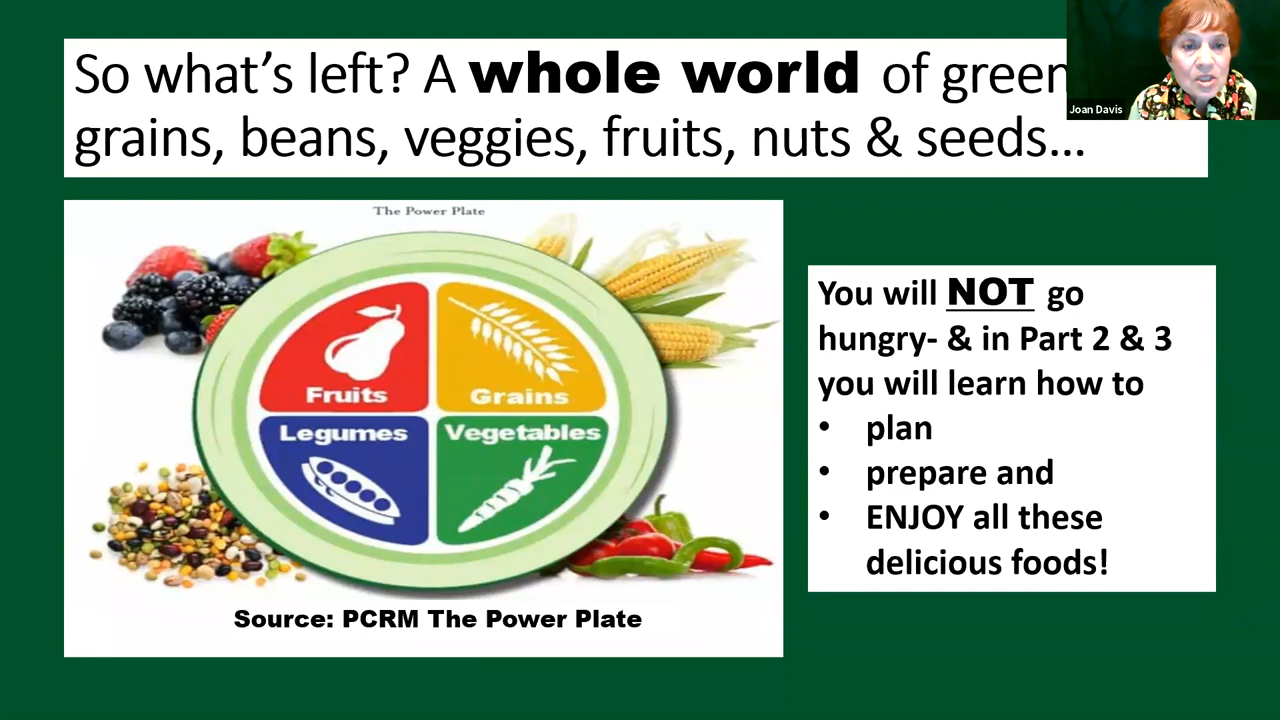 So what's left? A whole world of green
grains, beans, veggies, fruits, nuts & seeds...
Joan Davis
The Power Plate
Fruits
Grains
Legumes
Vegetables
Source: PCRM The Power Plate
You will NOT go
hungry- & in Part 2 & 3
you will learn how to
• plan
• prepare and
• ENJOY all these
delicious foods!